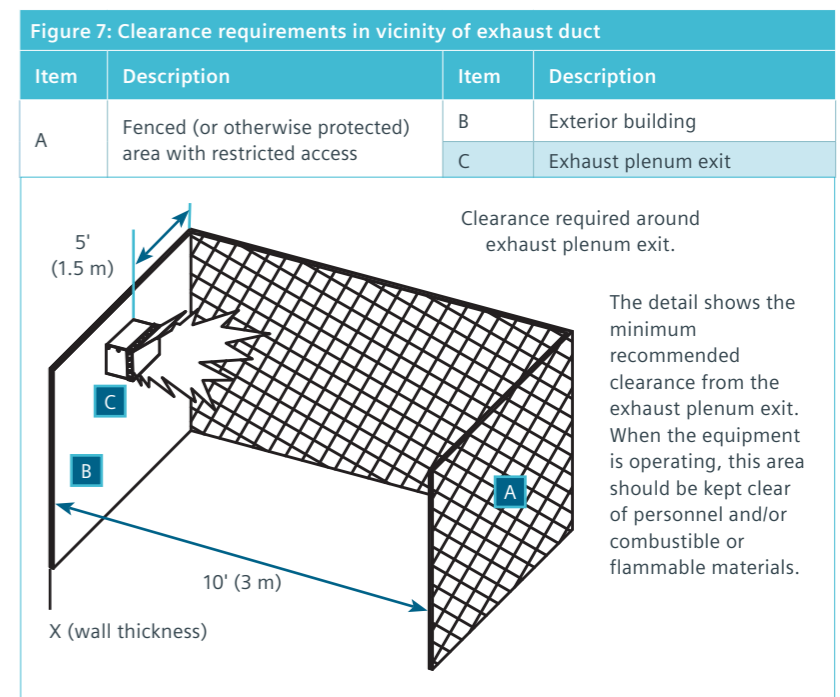 Figure 7: Clearance requirements in vicinity of exhaust duct
Item Description Item Description
A Fenced (or otherwise protected)
area with restricted access
B Exterior building
C Exhaust plenum exit
5'
(1.5 m)
Clearance required around
exhaust plenum exit.
The detail shows the
minimum
recommended
clearance from the
exhaust plenum exit.
When the equipment
is operating, this area
should be kept clear
of personnel and/or
combustible or
flammable materials.
C
B
A
10' (3 m)
X (wall thickness)